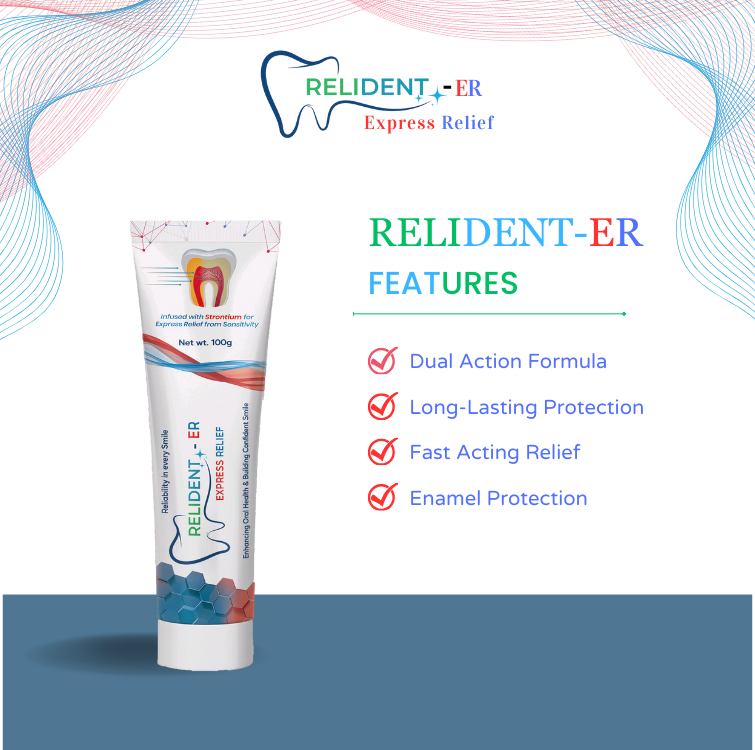 RELIDENT - ER
Express Relief
RELIDENT-ER
FEATURES
Dual Action Formula
Long-Lasting Protection
Fast Acting Relief
Enamel Protection
Infused with Strontium for
Express Relief from Sensitivity
Net wt. 100g
Reliability in every Smile
RELIDENT - ER
EXPRESS RELIEF
Enhancing Oral Health & Building Confident Smile